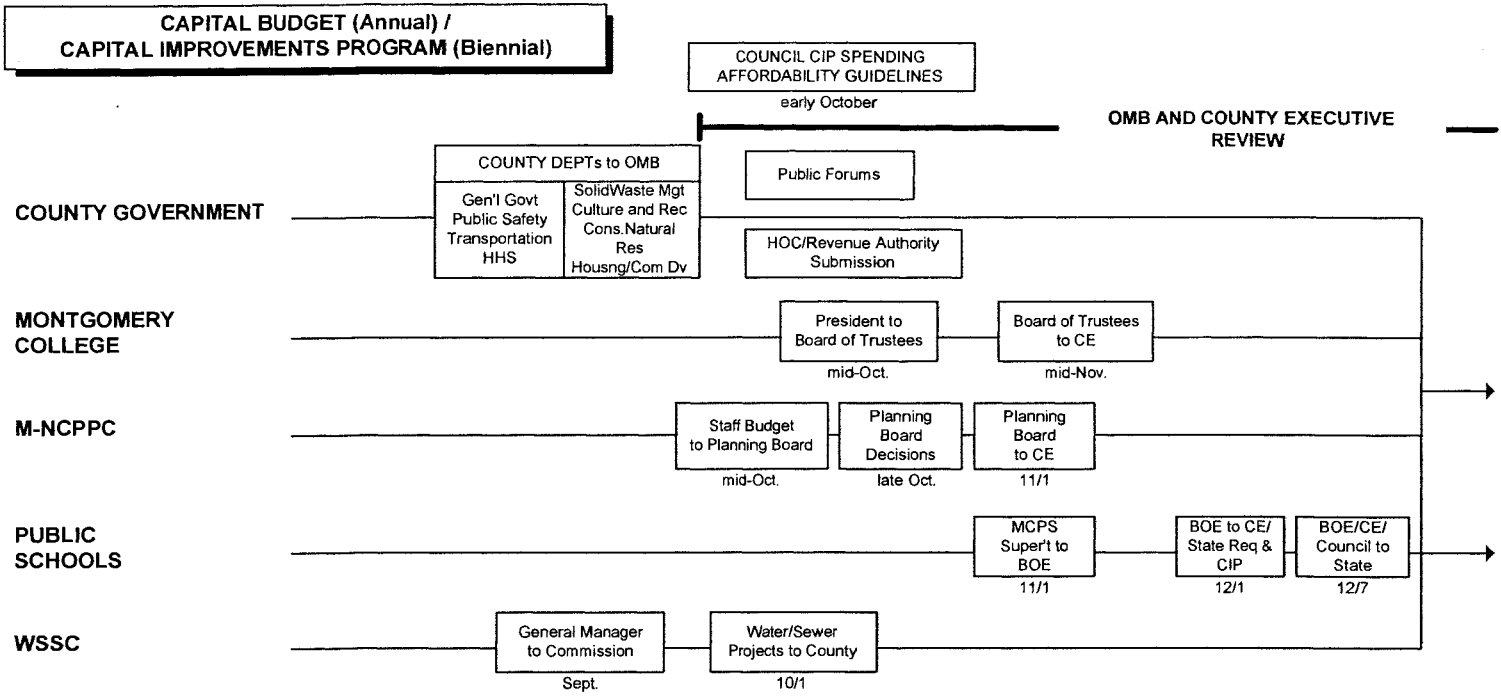 CAPITAL BUDGET (Annual) /
CAPITAL IMPROVEMENTS PROGRAM (Biennial)
COUNCIL CIP SPENDING
AFFORDABILITY GUIDELINES
early October
OMB AND COUNTY EXECUTIVE
REVIEW
COUNTY GOVERNMENT
COUNTY DEPTs to OMB
Gen'l Govt
Public Safety
Transportation
HHS
SolidWaste Mgt
Culture and Rec
Cons.Natural
Res
Housng/Com Dv
Public Forums
HOC/Revenue Authority
Submission
MONTGOMERY
COLLEGE
President to
Board of Trustees
mid-Oct.
Board of Trustees
to CE
mid-Nov.
M-NCPPC
Staff Budget
to Planning Board
mid-Oct.
Planning
Board
Decisions
late Oct.
Planning
Board
to CE
11/1
PUBLIC
SCHOOLS
MCPS
Super't to
BOE
11/1
BOE to CE/
State Req &
CIP
12/1
BOE/CE/
Council to
State
12/7
WSSC
General Manager
to Commission
Sept.
Water/Sewer
Projects to County
10/1